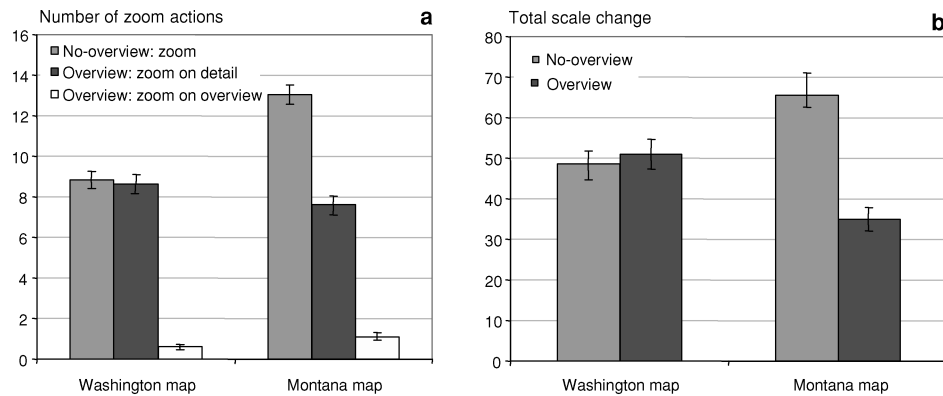 Number of zoom actions
a
16
14
12
10
8
6
4
2
0
No-overview: zoom
Overview: zoom on detail
Overview: zoom on overview
Washington map
Montana map
Total scale change
b
80
70
60
50
40
30
20
10
0
No-overview
Overview
Washington map
Montana map